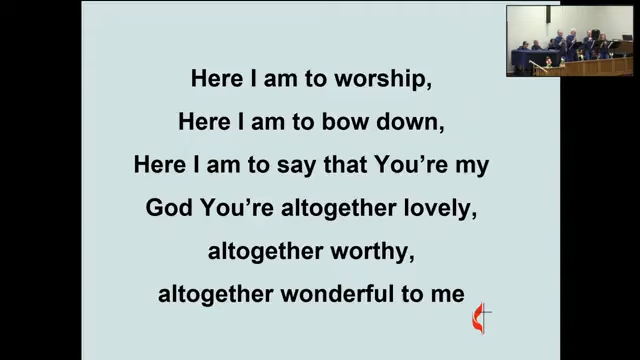 Here I am to worship,
Here I am to bow down,
Here I am to say that You're my
God You’re altogether lovely,
altogether worthy,
altogether wonderful to me